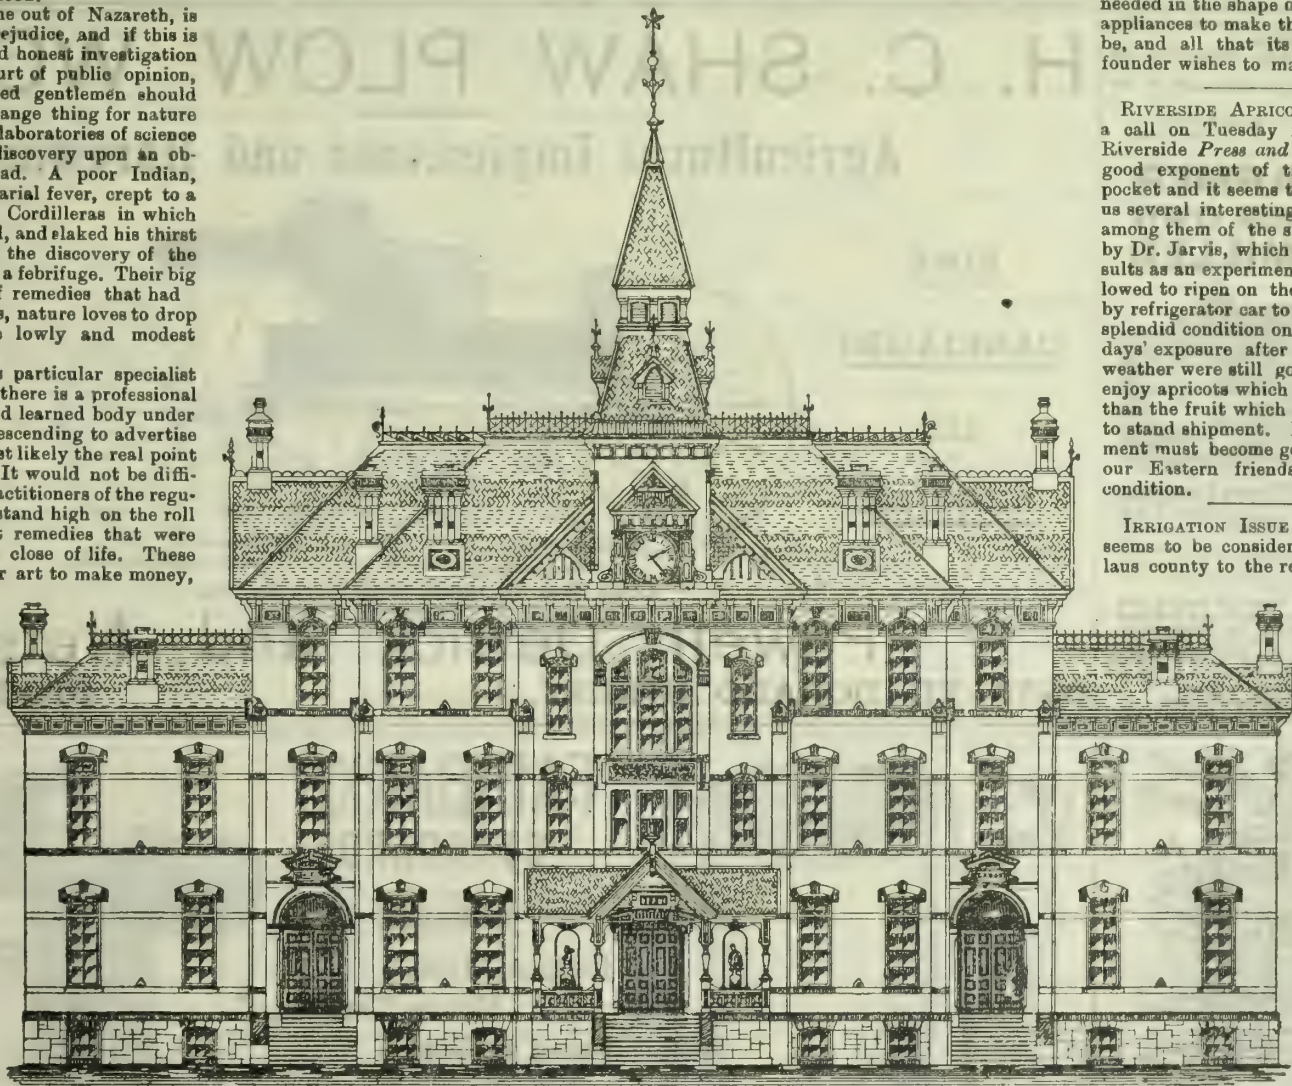 ne out of Nazareth, is
ejudice, and if this is
d honest investigation
urt of public opinion,
ed gentlemen should
ange thing for nature
laboratories of science
discovery upon an ob-
ad. A poor Indian,
arial fever, crept to a
Cordilleras in which
l, and slaked his thirst
the discovery of the
a febrifuge. Their big
f remedies that had
s, nature loves to drop
s lowly and modest
s particular specialist
there is a professional
d learned body under
escending to advertise
st likely the real point
It would not be diffi-
actitioners of the regu-
stand high on the roll
t remedies that were
close of life. These
r art to make money,
needed in the shape o
appliances to make th
be, and all that its
founder wishes to ma
RIVERSIDE APRICO
a call on Tuesday
Riverside Press and
good exponent of t
pocket and it seems t
us several interesting
among them of the s
by Dr. Jarvis, which
sults as an experimen
lowed to ripen on the
by refrigerator car to
splendid condition on
days' exposure after
weather were still go
enjoy apricots which
than the fruit which
to stand shipment.
ment must become ge
our Eastern friends
condition.
IRRIGATION ISSUE
seems to be consider
laus county to the re